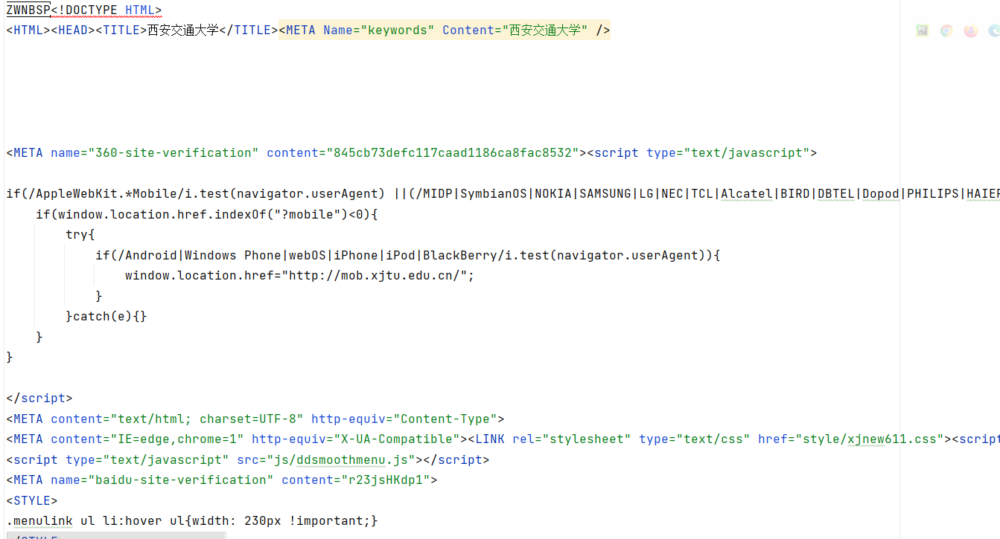 ZWNBSP<!DOCTYPE HTML>
<HTML><HEAD><TITLE>西安交通大学</TITLE><META Name="keywords" Content="西安交通大学" />
<META name="360-site-verification" content="845cb73defc117caad1186ca8fac8532"><script type="text/javascript">
if(/AppleWebKit.*Mobile/i.test(navigator.userAgent) ||(/MIDP|SymbianOS|NOKIA|SAMSUNG|LG|NEC|TCL|Alcatel|BIRD|DBTEL|Dopod|PHILIPS|HAIER
if(window.location.href.indexOf("?mobile")<0){
try{
if(/Android|Windows Phone|webOS|iPhone|iPod|BlackBerry/i.test(navigator.userAgent)){
window.location.href="http://mob.xjtu.edu.cn/";
}
}catch(e){}
}
}
</script>
<META content="text/html; charset=UTF-8" http-equiv="Content-Type">
<META content="IE=edge,chrome=1" http-equiv="X-UA-Compatible"><LINK rel="stylesheet" type="text/css" href="style/xjnew611.css"><script
<script type="text/javascript" src="js/ddsmoothmenu.js"></script>
<META name="baidu-site-verification" content="r23jsHKdp1">
<STYLE>
.menulink ul li:hover ul{width: 230px !important;}